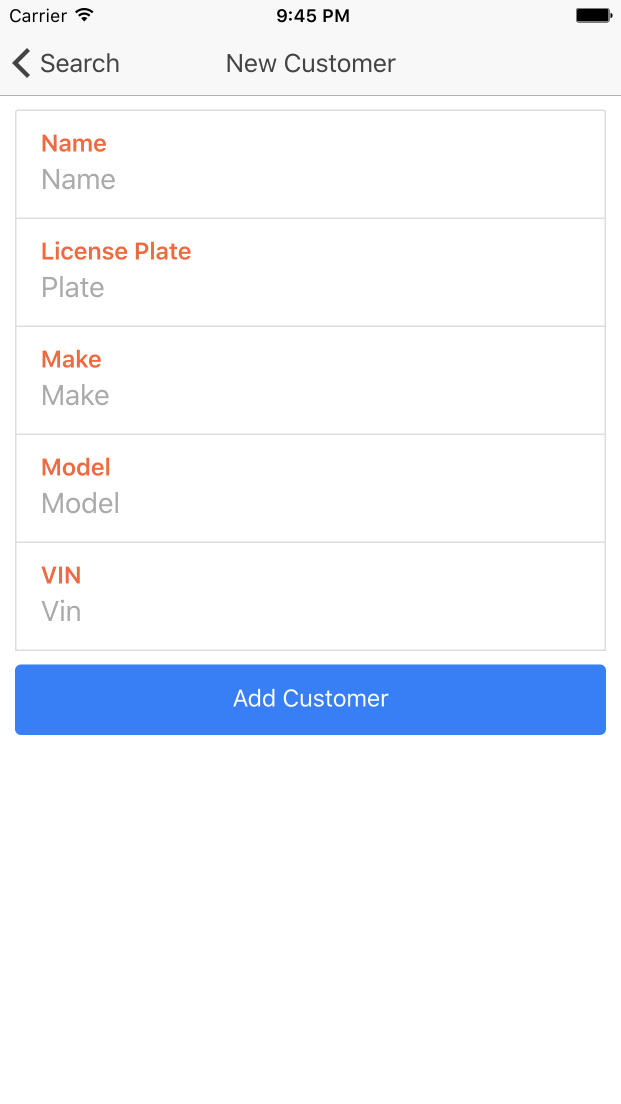 Carrier 9:45 PM
Search New Customer
Name
Name
License Plate
Plate
Make
Make
Model
Model
VIN
Vin
Add Customer